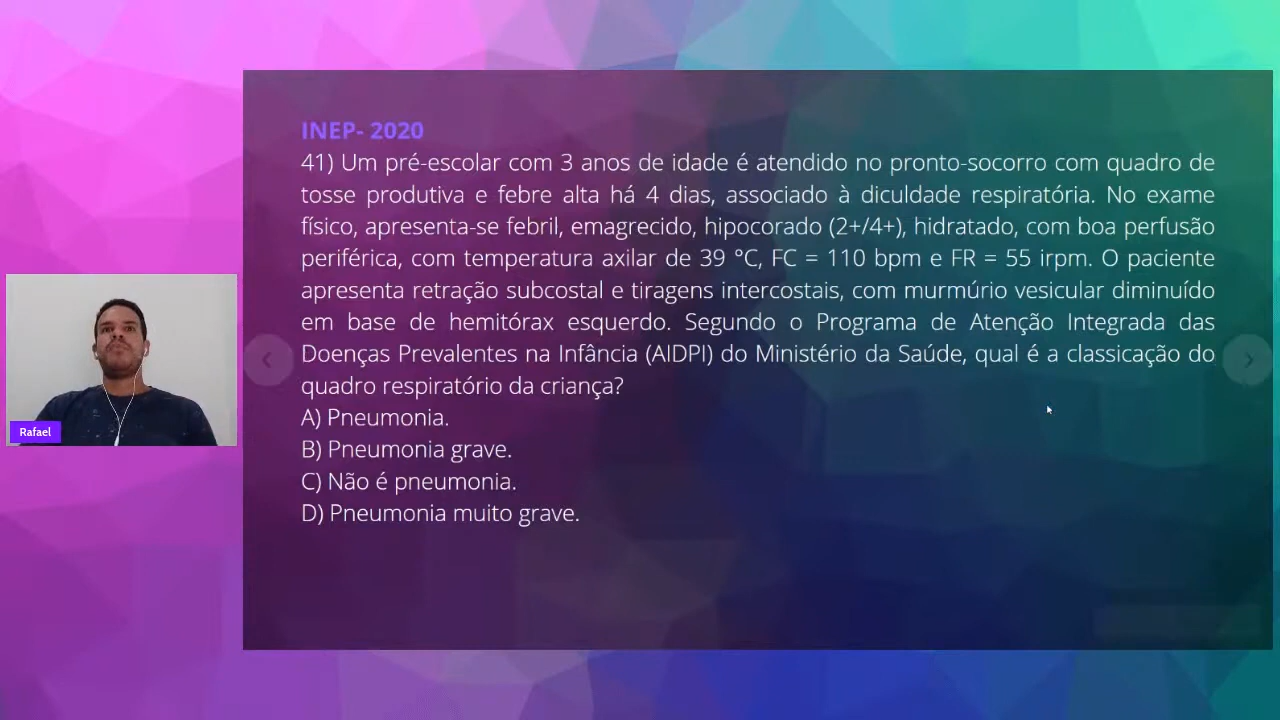 INEP- 2020
41) Um pré-escolar com 3 anos de idade é atendido no pronto-socorro com quadro de
tosse produtiva e febre alta há 4 dias, associado à diculdade respiratória. No exame
físico, apresenta-se febril, emagrecido, hipocorado (2+/4+), hidratado, com boa perfusão
periférica, com temperatura axilar de 39 °C, FC = 110 bpm e FR = 55 irpm. O paciente
apresenta retração subcostal e tiragens intercostais, com murmúrio vesicular diminuído
em base de hemitórax esquerdo. Segundo o Programa de Atenção Integrada das
Doenças Prevalentes na Infância (AIDPI) do Ministério da Saúde, qual é a classicação do
quadro respiratório da criança?
A) Pneumonia.
B) Pneumonia grave.
C) Não é pneumonia.
D) Pneumonia muito grave.
Rafael